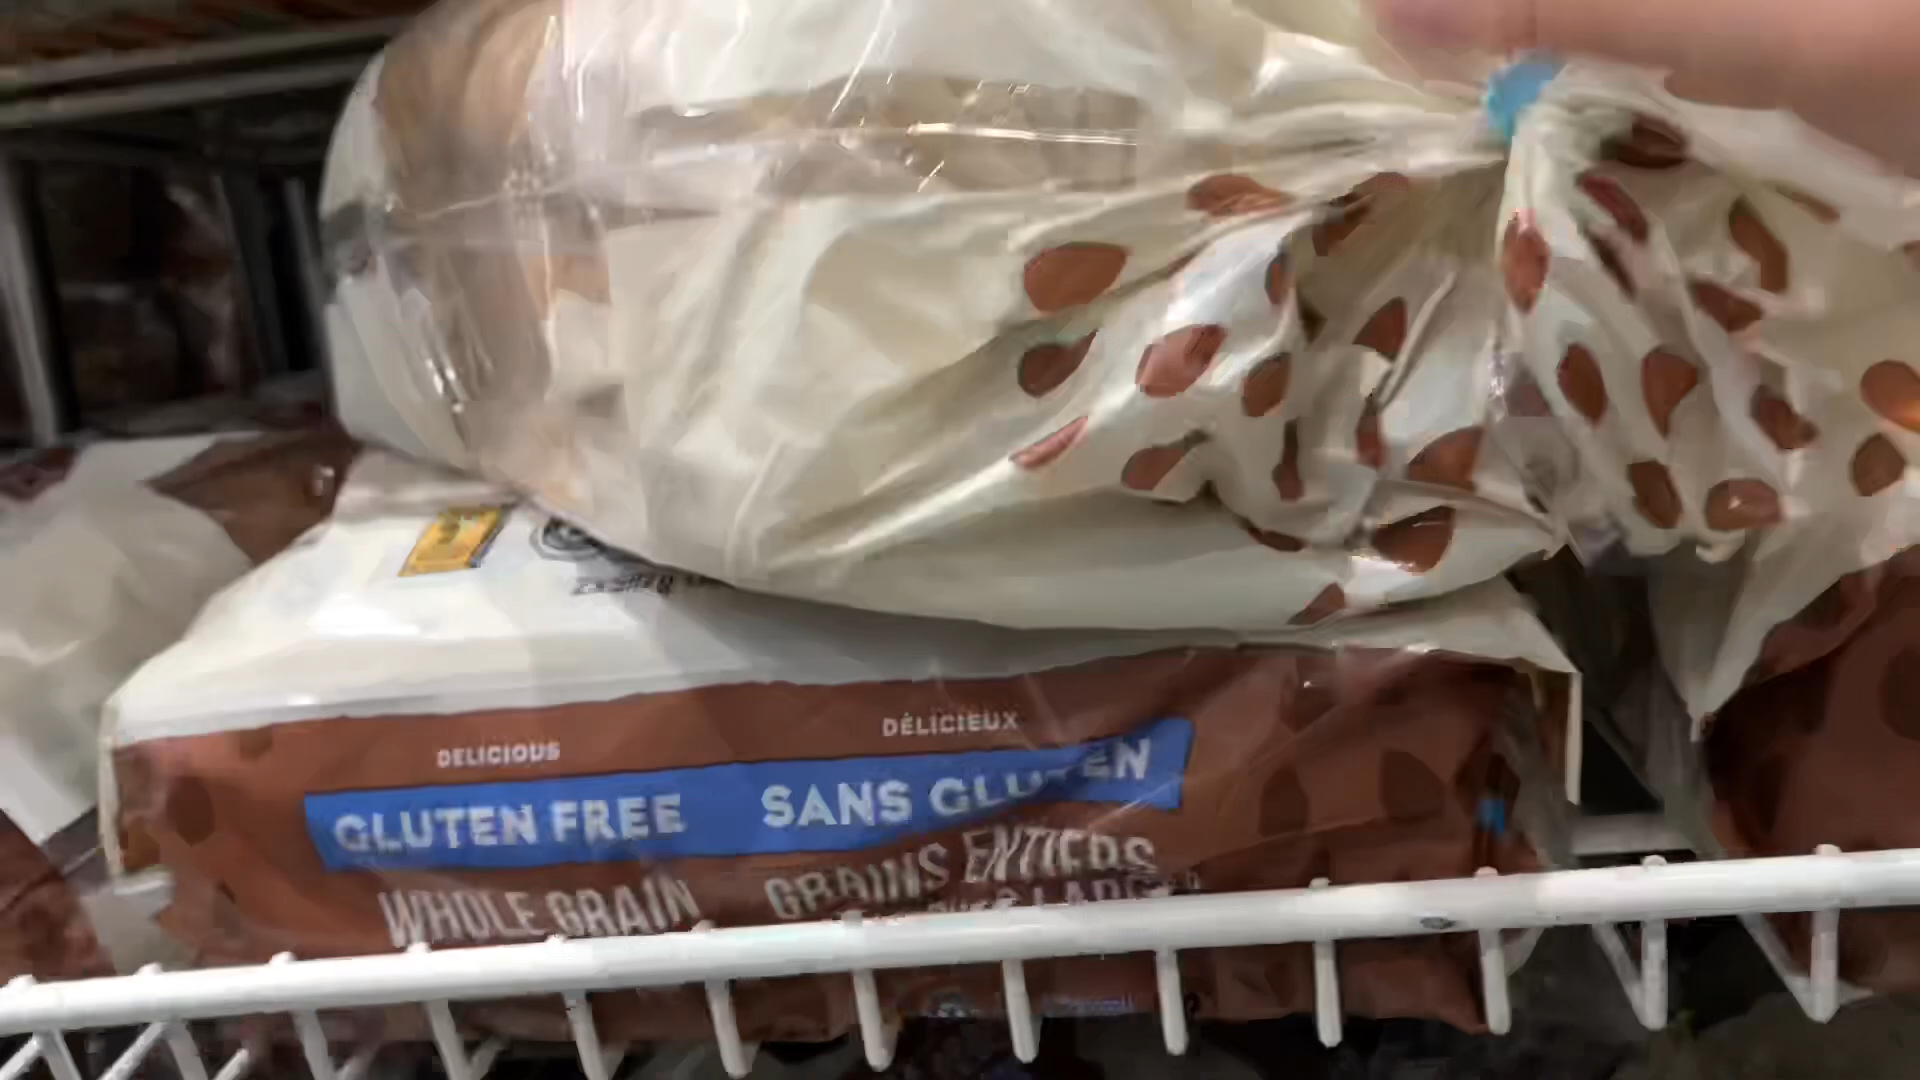 DELICIOUS
DÉLICIEUX
GLUTEN FREE
SANS GLUTEN
WHOLE GRAIN
GRAINS ENTIERS